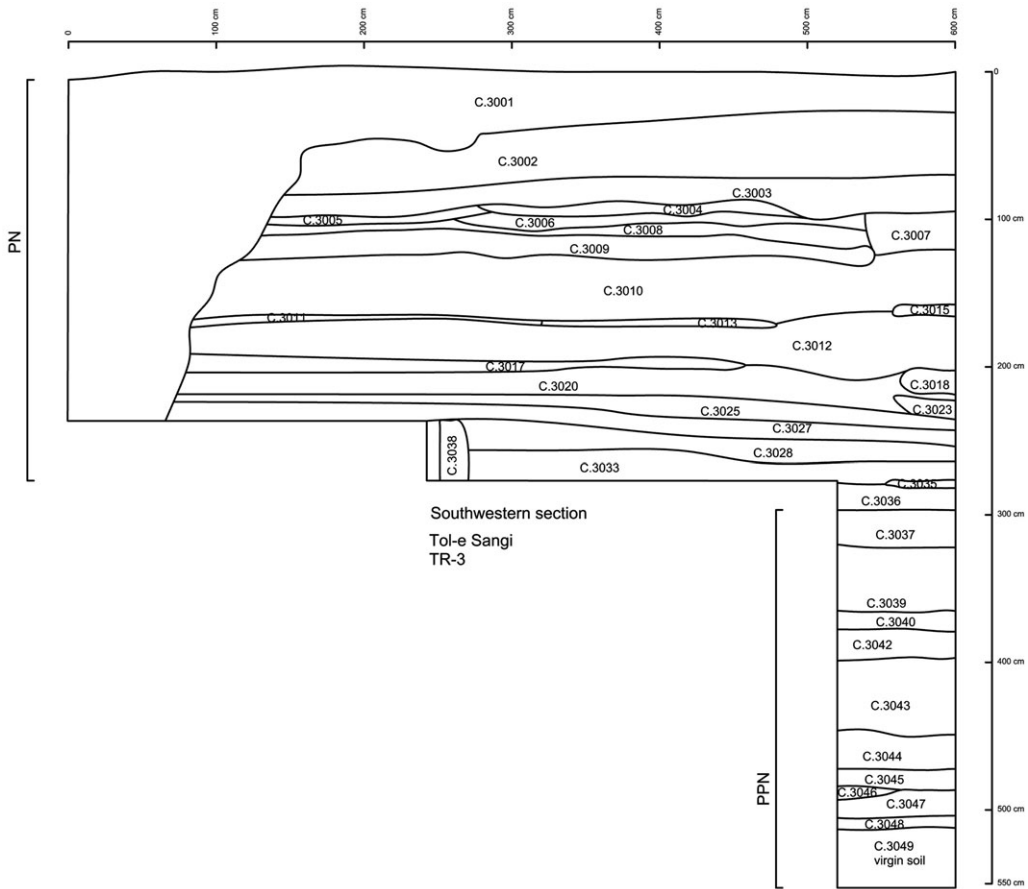 0
100 cm
200 cm
300 cm
400 cm
500 cm
600 cm
0
C.3001
C.3002
C.3003
C.3004
C.3005
C.3006
100 cm
C.3008
C.3007
C.3009
PN
C.3010
C.3015
C.3011
C.3013
C.3012
200 cm
C.3017
C.3018
C.3020
C.3023
C.3025
C.3027
C.3038
C.3028
C.3033
C.3035
C.3036
300 cm
Southwestern section
C.3037
Tol-e Sangi
TR-3
C.3039
C.3040
C.3042
400 cm
C.3043
C.3044
C.3045
PPN
C.3046
C.3047
500 cm
C.3048
C.3049
virgin soil
550 cm